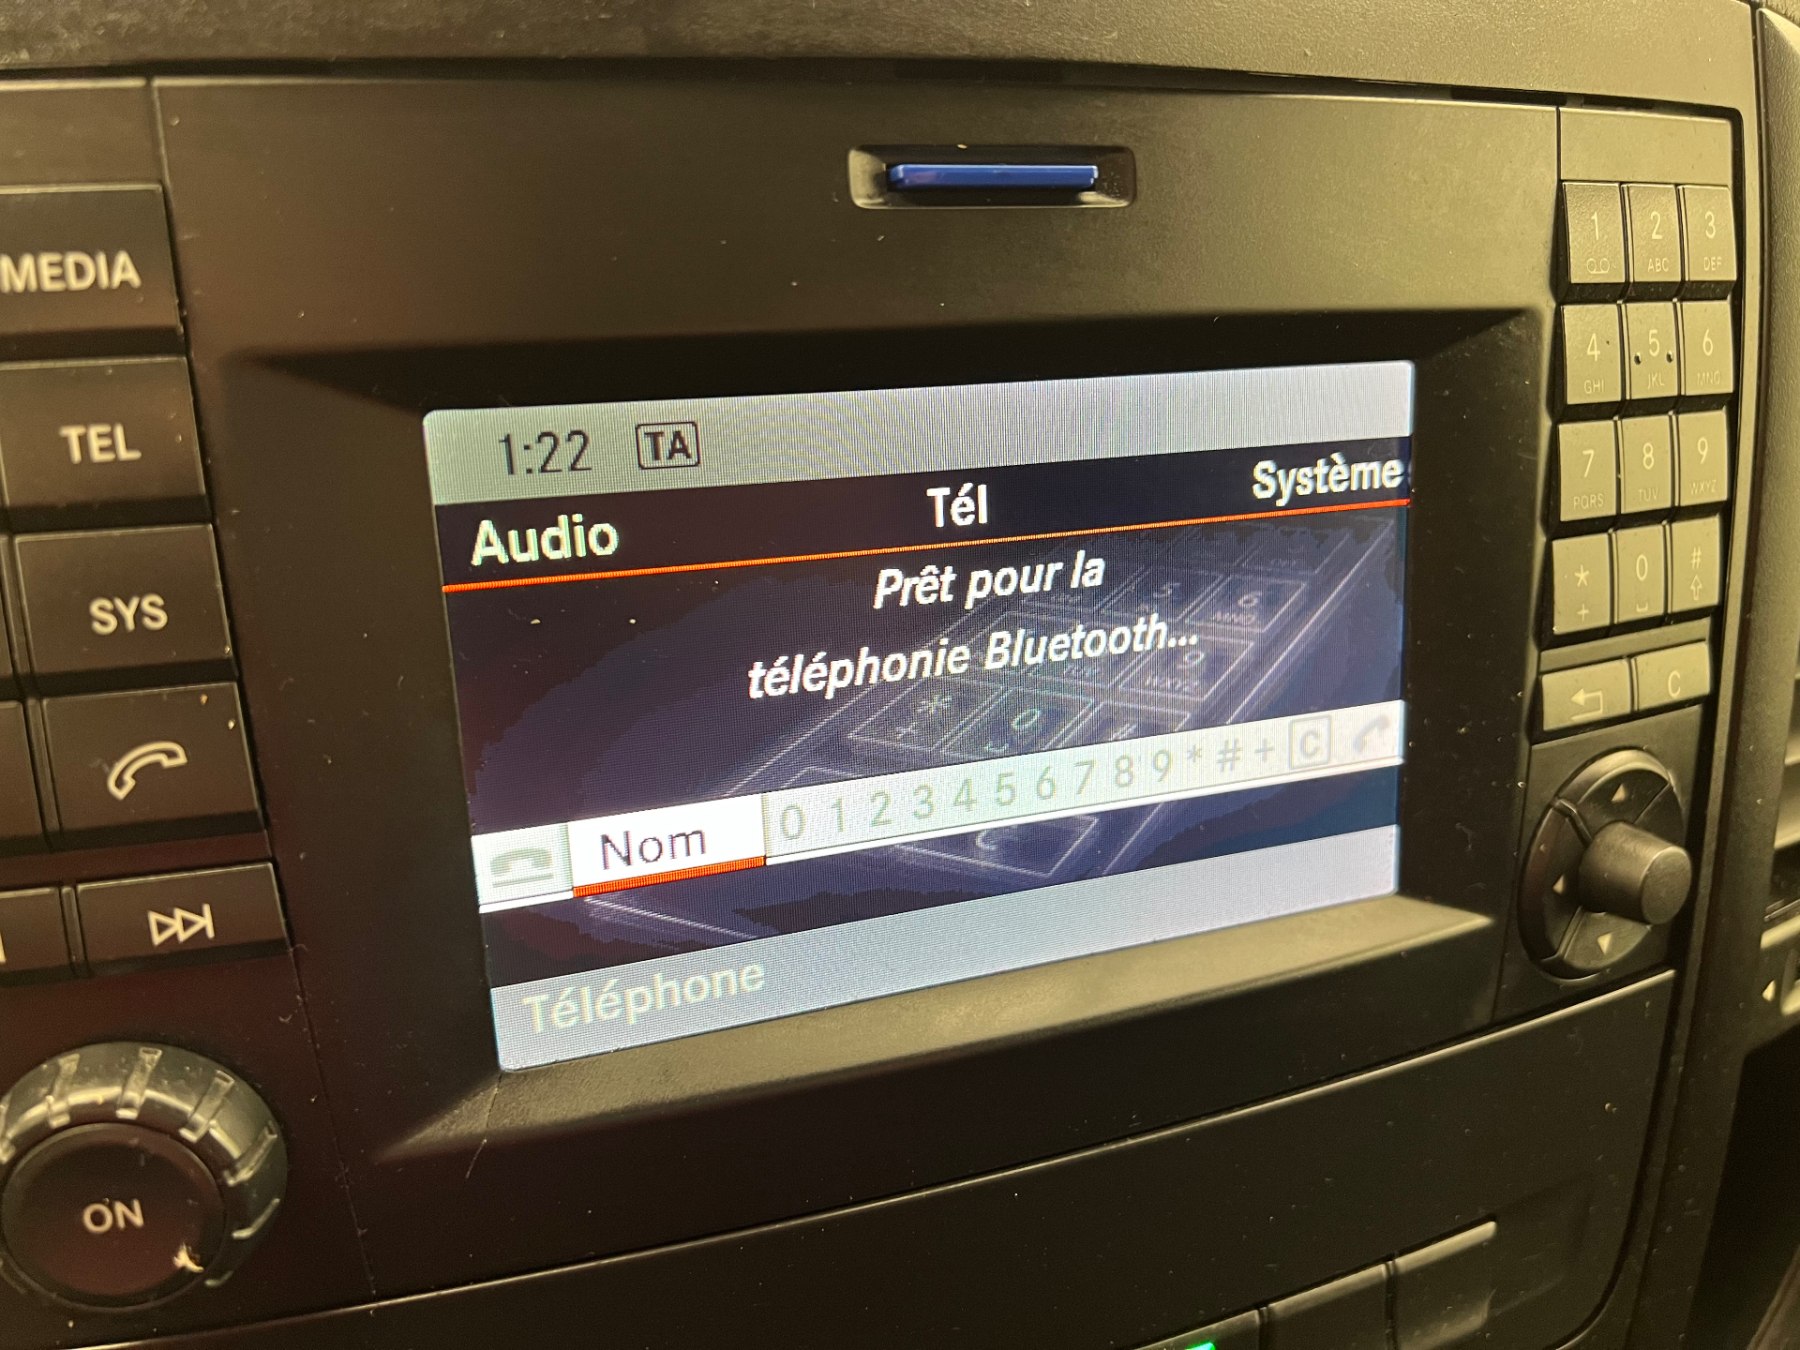 MEDIA
TEL
SYS
ON
1:22 TA
Audio Tél Système
Prêt pour la
téléphonie Bluetooth...
Nom 0 1 2 3 4 5 6 7 8 9 * # + C
Téléphone
1 2 3
ABC DEF
4 5 6
GHI JKL MNO
7 8 9
PQRS TUV WXYZ
* 0 #
+
C